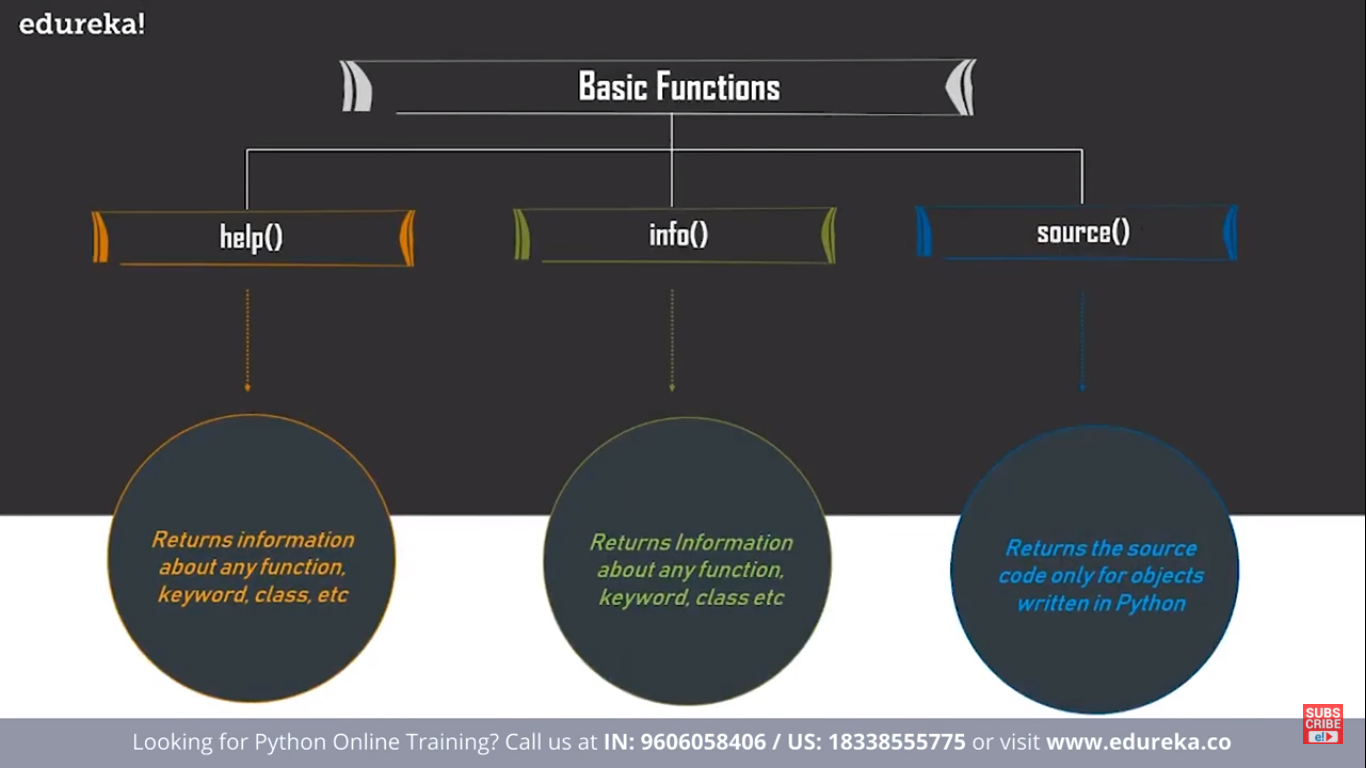 edureka!
Basic Functions
help()
info()
source()
Returns information
about any function,
keyword, class, etc
Returns Information
about any function,
keyword, class etc
Returns the source
code only for objects
written in Python
SUBS
CRIBE
e!
Looking for Python Online Training? Call us at IN: 9606058406 / US: 18338555775 or visit www.edureka.co